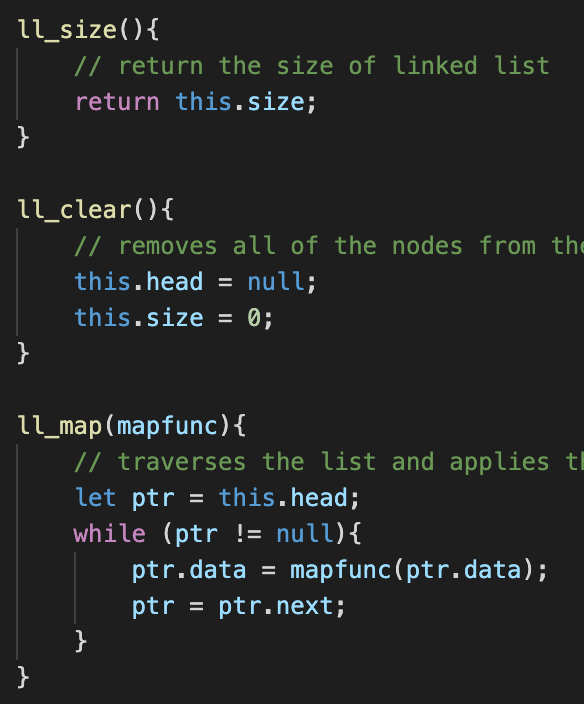 ll_size(){
    // return the size of linked list
    return this.size;
}

ll_clear(){
    // removes all of the nodes from the
    this.head = null;
    this.size = 0;
}

ll_map(mapfunc){
    // traverses the list and applies th
    let ptr = this.head;
    while (ptr != null){
        ptr.data = mapfunc(ptr.data);
        ptr = ptr.next;
    }
}